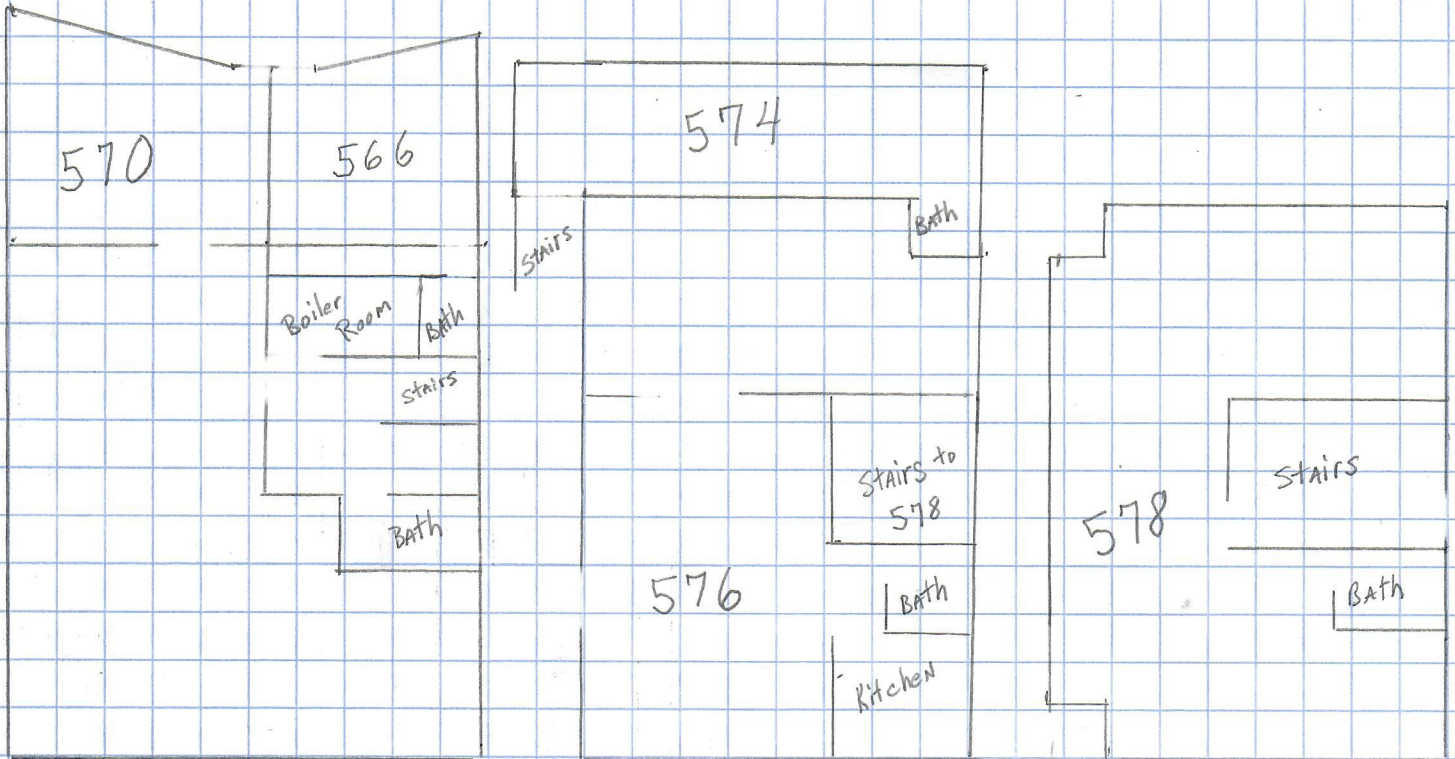 570
566
Boiler
Room
Bath
Stairs
Bath
574
Bath
Stairs
Stairs to
578
Bath
576
Kitchen
578
Stairs
Bath